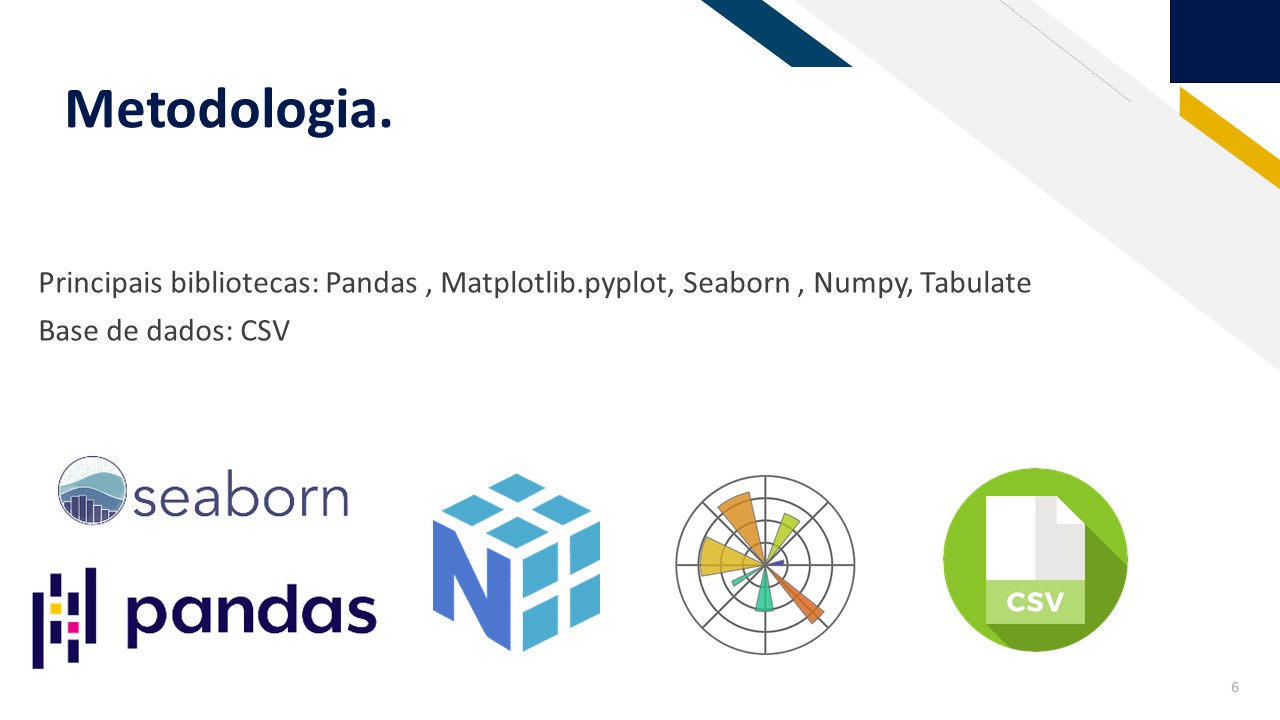 Metodologia.
Principais bibliotecas: Pandas , Matplotlib.pyplot, Seaborn , Numpy, Tabulate
Base de dados: CSV
seaborn
pandas
N
CSV
6